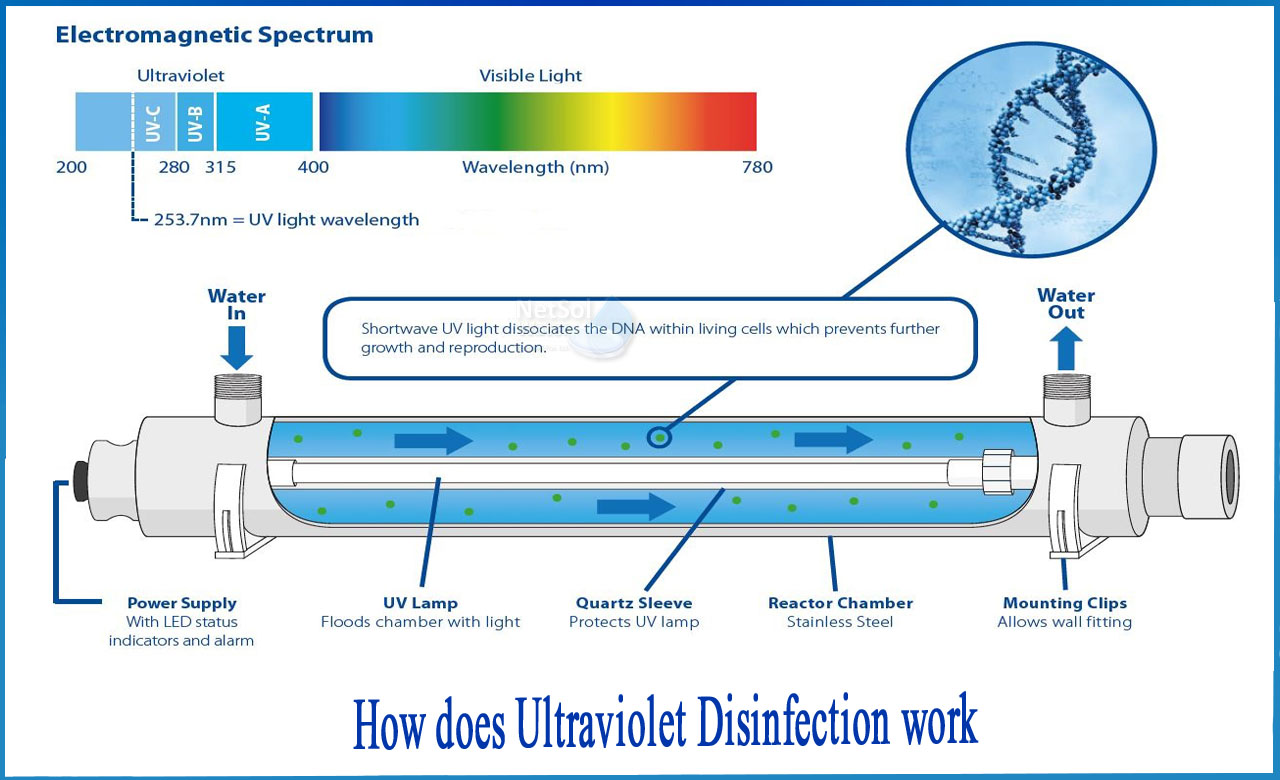 Electromagnetic Spectrum
Ultraviolet
Visible Light
UV-C
UV-B
UV-A
200
280
315
400
Wavelength (nm)
780
253.7nm = UV light wavelength
Water
In
Water
Out
NetSol
Shortwave UV light dissociates the DNA within living cells which prevents further
growth and reproduction.
Power Supply
With LED status
indicators and alarm
UV Lamp
Floods chamber with light
Quartz Sleeve
Protects UV lamp
Reactor Chamber
Stainless Steel
Mounting Clips
Allows wall fitting
How does Ultraviolet Disinfection work